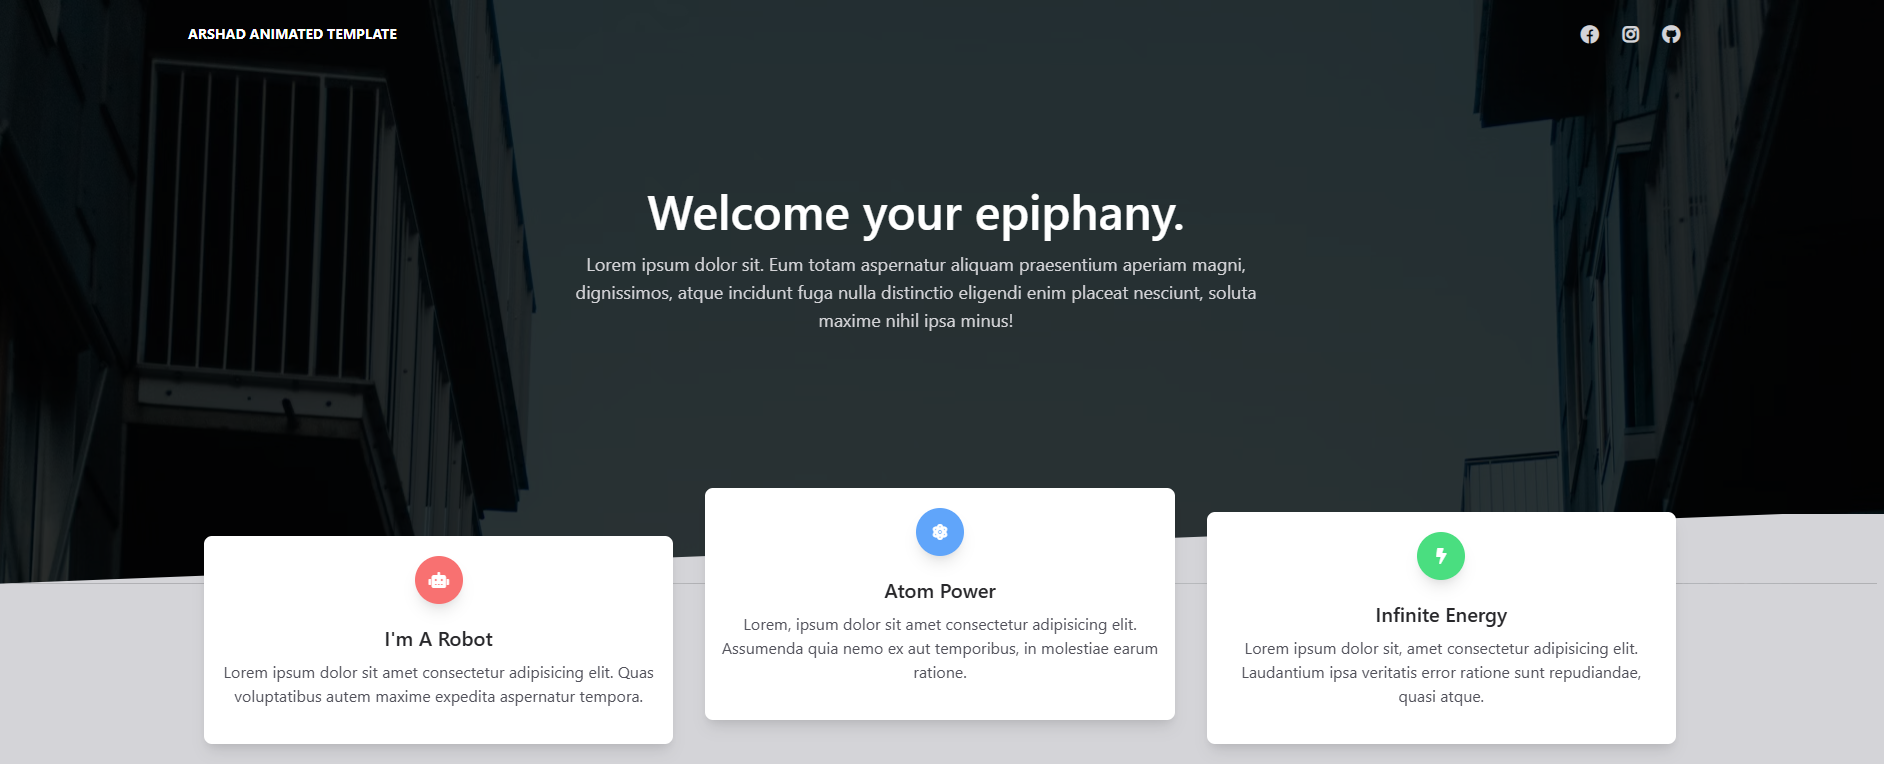 ARSHAD ANIMATED TEMPLATE
Welcome your epiphany.
Lorem ipsum dolor sit. Eum totam aspernatur aliquam praesentium aperiam magni,
dignissimos, atque incidunt fuga nulla distinctio eligendi enim placeat nesciunt, soluta
maxime nihil ipsa minus!
I'm A Robot
Lorem ipsum dolor sit amet consectetur adipisicing elit. Quas
voluptatibus autem maxime expedita aspernatur tempora.
Atom Power
Lorem, ipsum dolor sit amet consectetur adipisicing elit.
Assumenda quia nemo ex aut temporibus, in molestiae earum
ratione.
Infinite Energy
Lorem ipsum dolor sit, amet consectetur adipisicing elit.
Laudantium ipsa veritatis error ratione sunt repudiandae,
quasi atque.